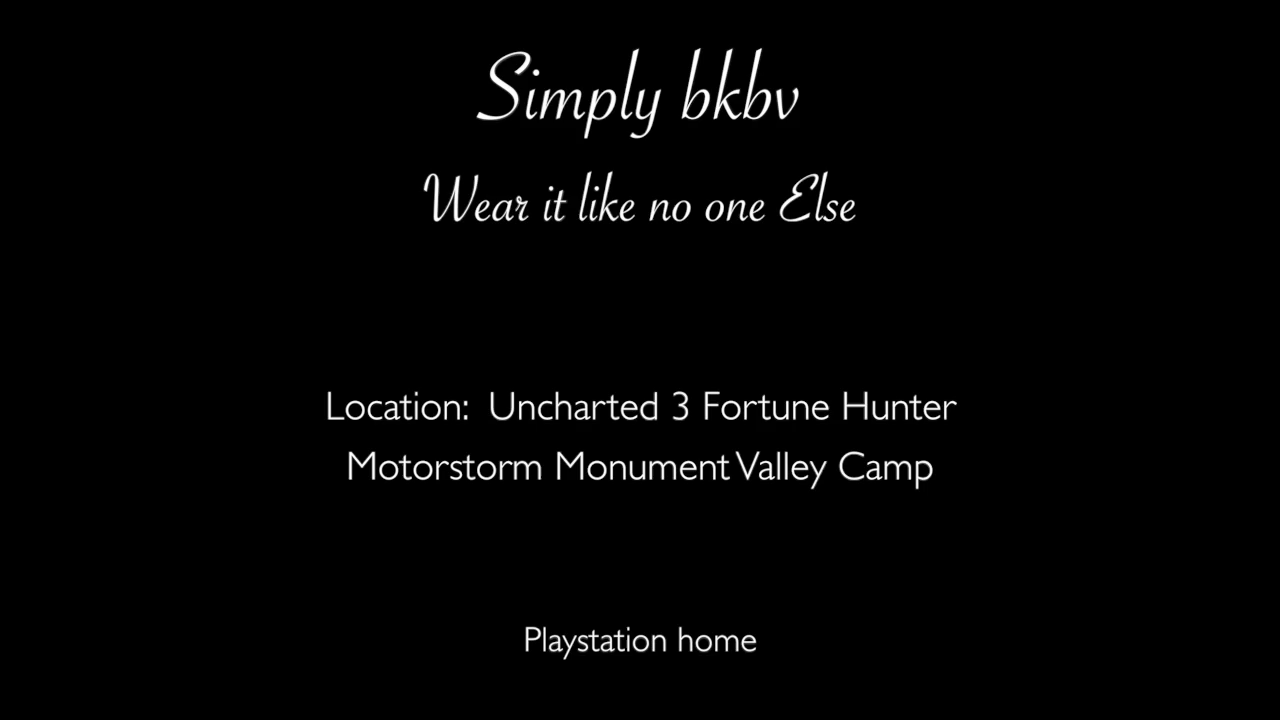 Simply bkbv
Wear it like no one Else
Location: Uncharted 3 Fortune Hunter
Motorstorm Monument Valley Camp
Playstation home